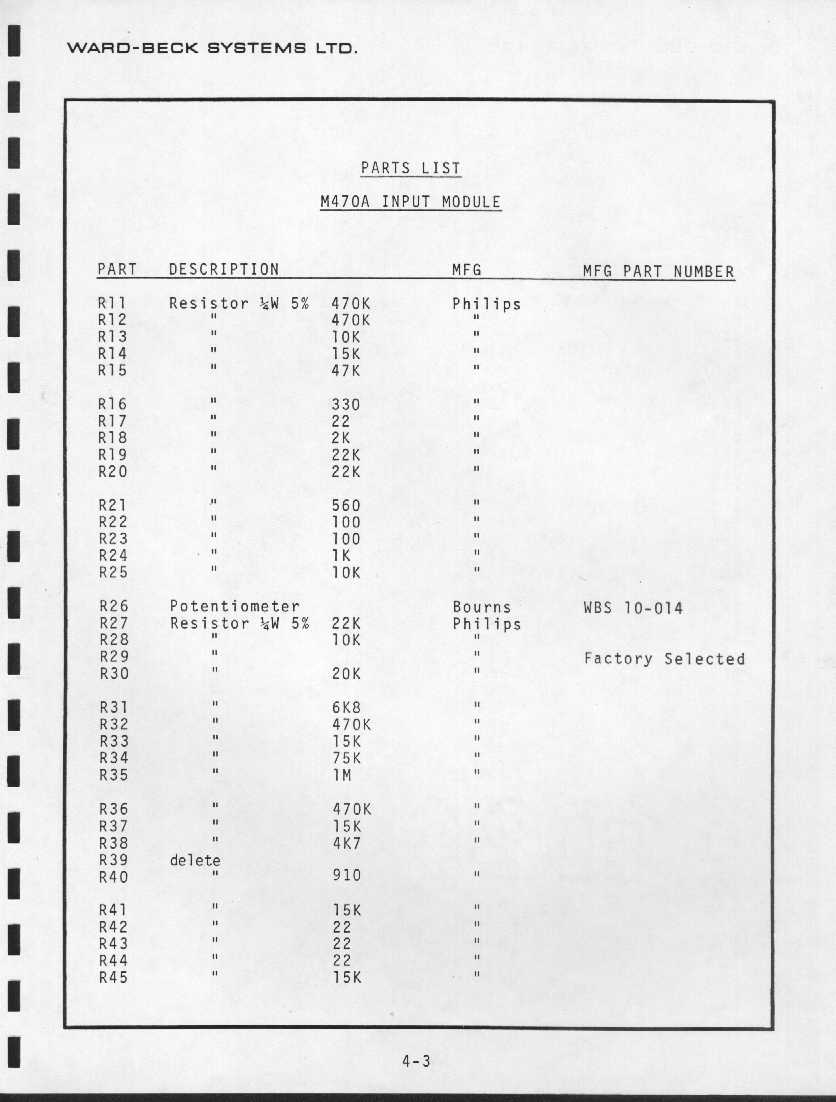 WARD-BECK SYSTEMS LTD.
PARTS LIST
M470A INPUT MODULE
PART DESCRIPTION MFG MFG PART NUMBER
R11 Resistor ¼W 5% 470K Philips
R12 " 470K "
R13 " 10K "
R14 " 15K "
R15 " 47K "
R16 " 330 "
R17 " 22 "
R18 " 2K "
R19 " 22K "
R20 " 22K "
R21 " 560 "
R22 " 100 "
R23 " 100 "
R24 " 1K "
R25 " 10K "
R26 Potentiometer Bourns WBS 10-014
R27 Resistor ¼W 5% 22K Philips
R28 " 10K "
R29 " " Factory Selected
R30 " 20K "
R31 " 6K8 "
R32 " 470K "
R33 " 15K "
R34 " 75K "
R35 " 1M "
R36 " 470K "
R37 " 15K "
R38 " 4K7 "
R39 delete
R40 " 910 "
R41 " 15K "
R42 " 22 "
R43 " 22 "
R44 " 22 "
R45 " 15K "
4-3